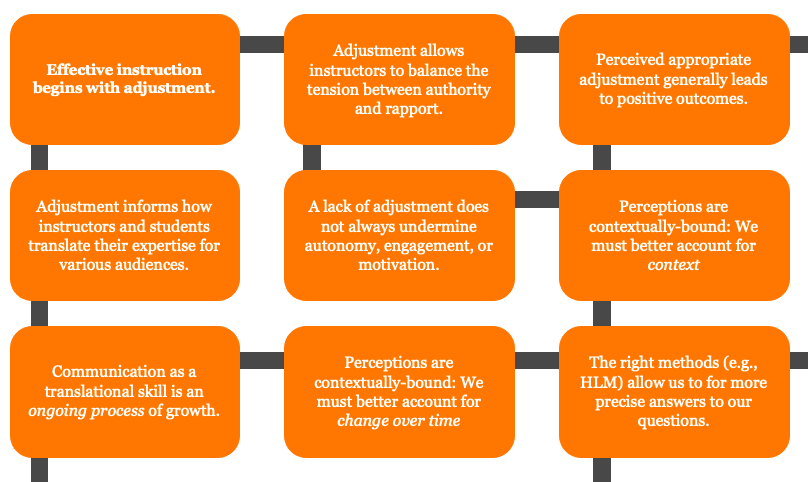 Effective instruction
begins with adjustment.
Adjustment allows
instructors to balance the
tension between authority
and rapport.
Perceived appropriate
adjustment generally leads
to positive outcomes.
Adjustment informs how
instructors and students
translate their expertise for
various audiences.
A lack of adjustment does
not always undermine
autonomy, engagement, or
motivation.
Perceptions are
contextually-bound: We
must better account for
context
Communication as a
translational skill is an
ongoing process of growth.
Perceptions are
contextually-bound: We
must better account for
change over time
The right methods (e.g.,
HLM) allow us to for more
precise answers to our
questions.